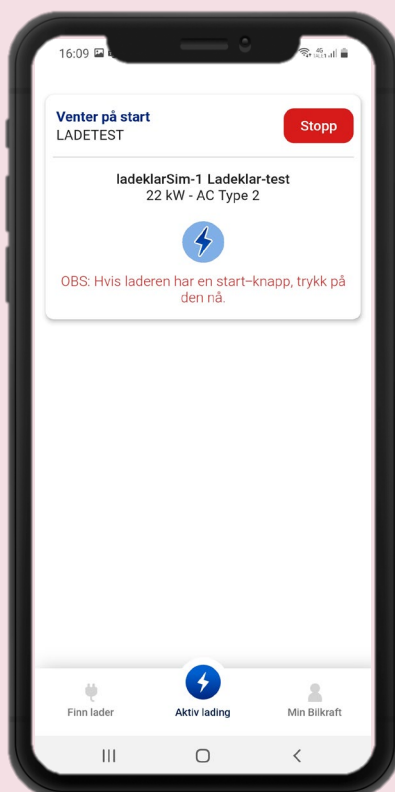 16:09
Venter på start
LADETEST
Stopp
ladeklarSim-1 Ladeklar-test
22 kW - AC Type 2
OBS: Hvis laderen har en start-knapp, trykk på
den nå.
Finn lader
Aktiv lading
Min Bilkraft